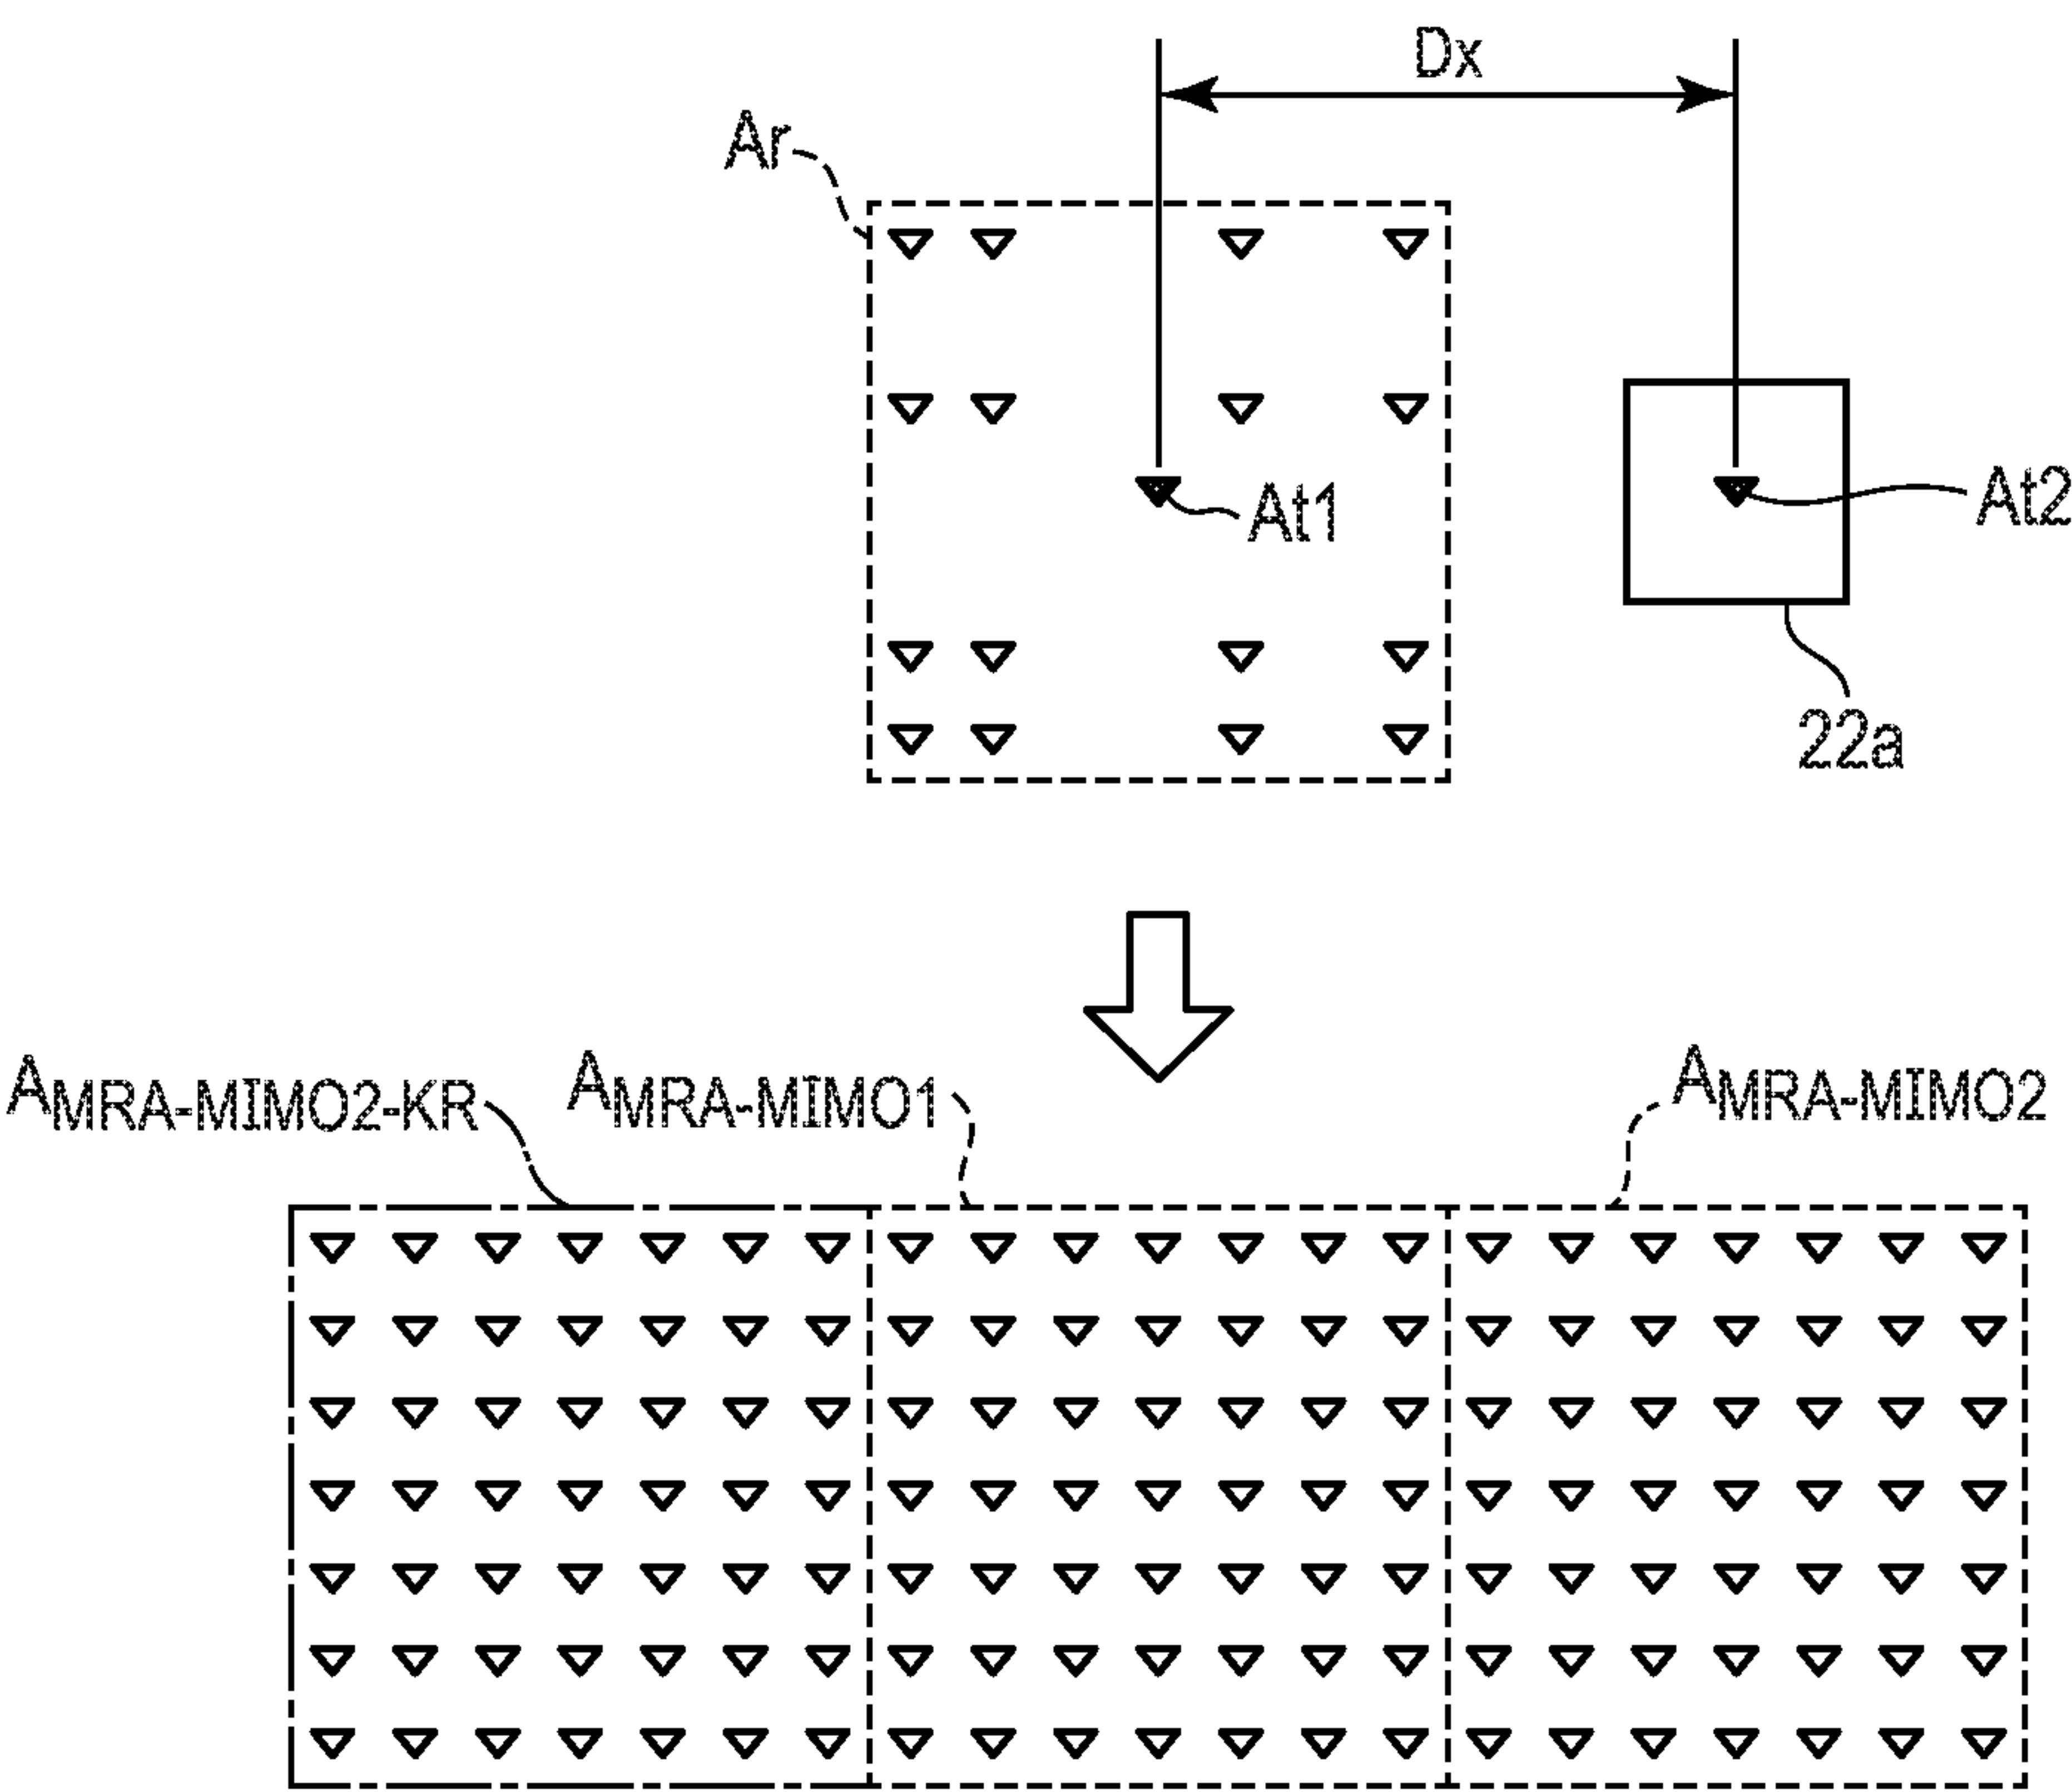 Dx
Ar
At1
At2
22a
AMRA-MIMO2-KR
AMRA-MIMO1
AMRA-MIMO2